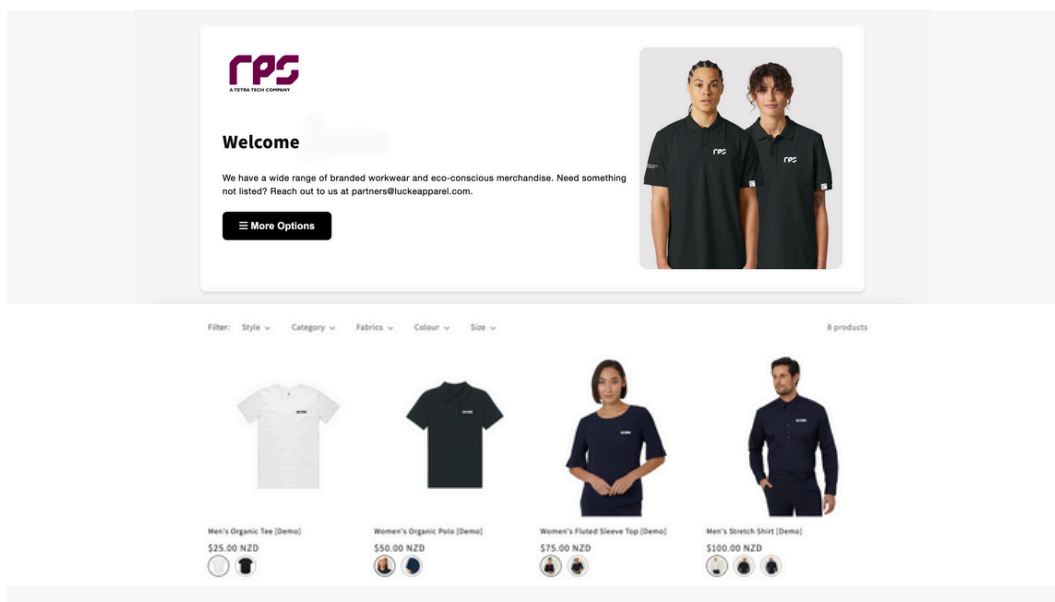 rps
A TETRA TECH COMPANY
Welcome
We have a wide range of branded workwear and eco-conscious merchandise. Need something
not listed? Reach out to us at partners@luckeapparel.com.
☰ More Options
rps
rps
Filter: Style Category Fabrics Colour Size 8 products
Men's Organic Tee [Demo] Women's Organic Polo [Demo] Women's Fluted Sleeve Top [Demo] Men's Stretch Shirt [Demo]
$25.00 NZD $50.00 NZD $75.00 NZD $100.00 NZD